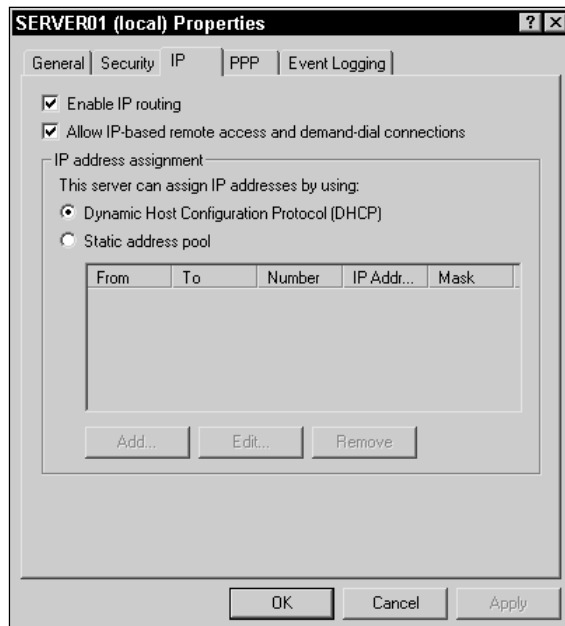 SERVER01 (local) Properties
General Security IP PPP Event Logging
Enable IP routing
Allow IP-based remote access and demand-dial connections
IP address assignment
This server can assign IP addresses by using:
Dynamic Host Configuration Protocol (DHCP)
Static address pool
From To Number IP Addr... Mask
Add... Edit... Remove
OK Cancel Apply